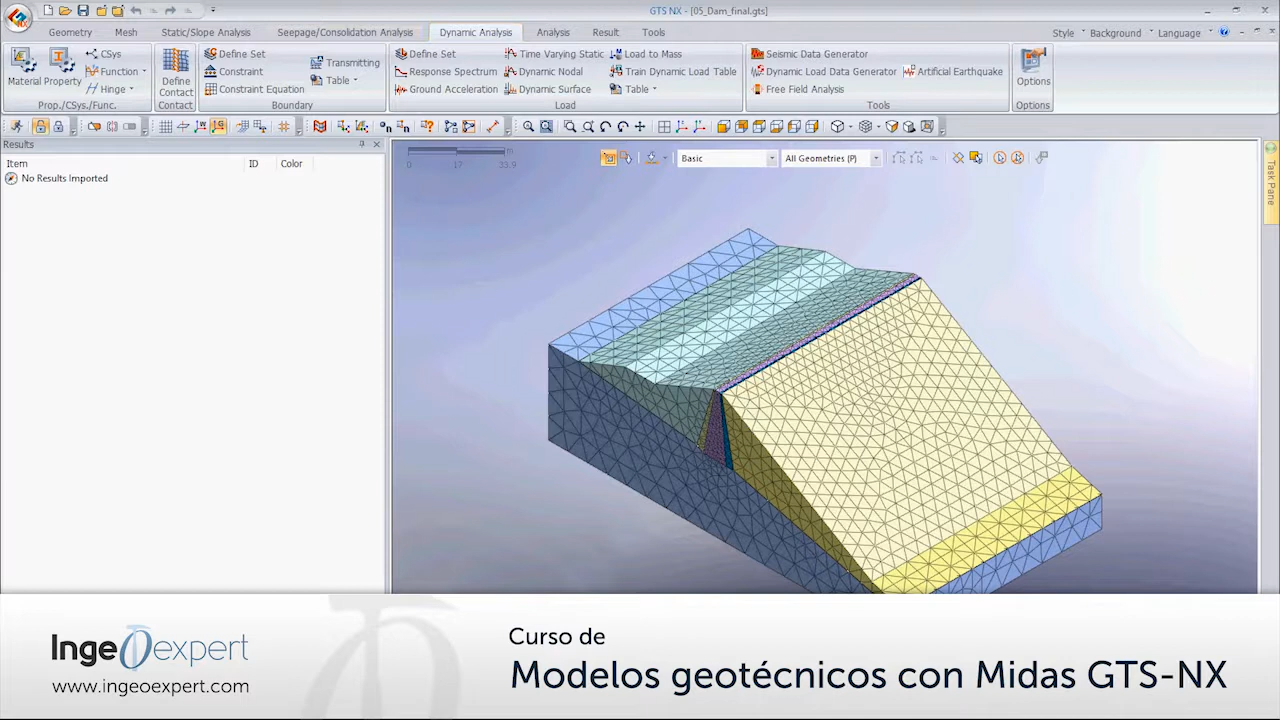 GTS NX - [05_Dam_final.gts]
Geometry Mesh Static/Slope Analysis Seepage/Consolidation Analysis Dynamic Analysis Analysis Result Tools Style Background Language
CSys Define Set Transmitting Define Set Time Varying Static Load to Mass Seismic Data Generator
Function Constraint Table Response Spectrum Dynamic Nodal Train Dynamic Load Table Dynamic Load Data Generator Artificial Earthquake
Material Property Hinge Define Contact Constraint Equation Ground Acceleration Dynamic Surface Table Free Field Analysis Options
Prop./CSys./Func. Contact Boundary Load Tools Options
Results
Item ID Color
No Results Imported
0 17 33.9
Basic All Geometries (P)
Task Pane
IngeOexpert
www.ingeoexpert.com
Curso de
Modelos geotécnicos con Midas GTS-NX